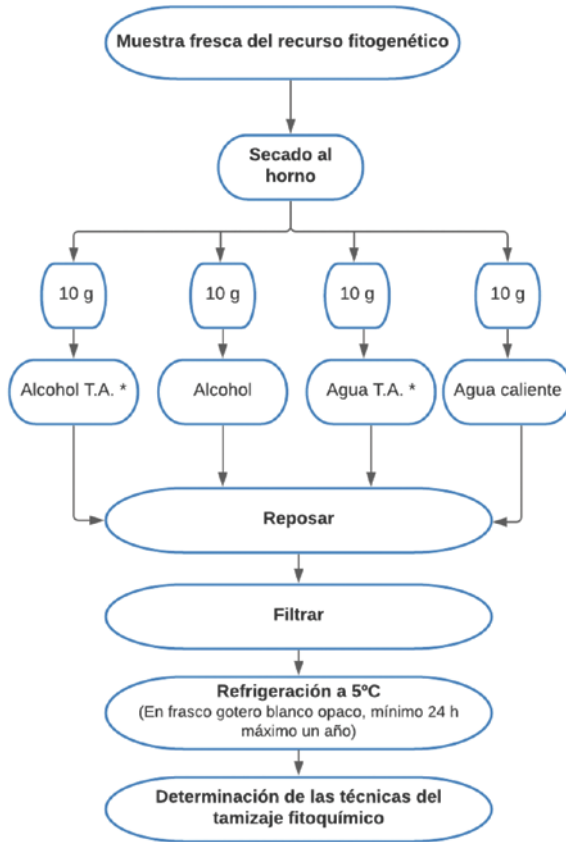 Muestra fresca del recurso fitogenético
Secado al
horno
10 g
10 g
10 g
10 g
Alcohol T.A. *
Alcohol
Agua T.A. *
Agua caliente
Reposar
Filtrar
Refrigeración a 5ºC
(En frasco gotero blanco opaco, mínimo 24 h
máximo un año)
Determinación de las técnicas del
tamizaje fitoquímico